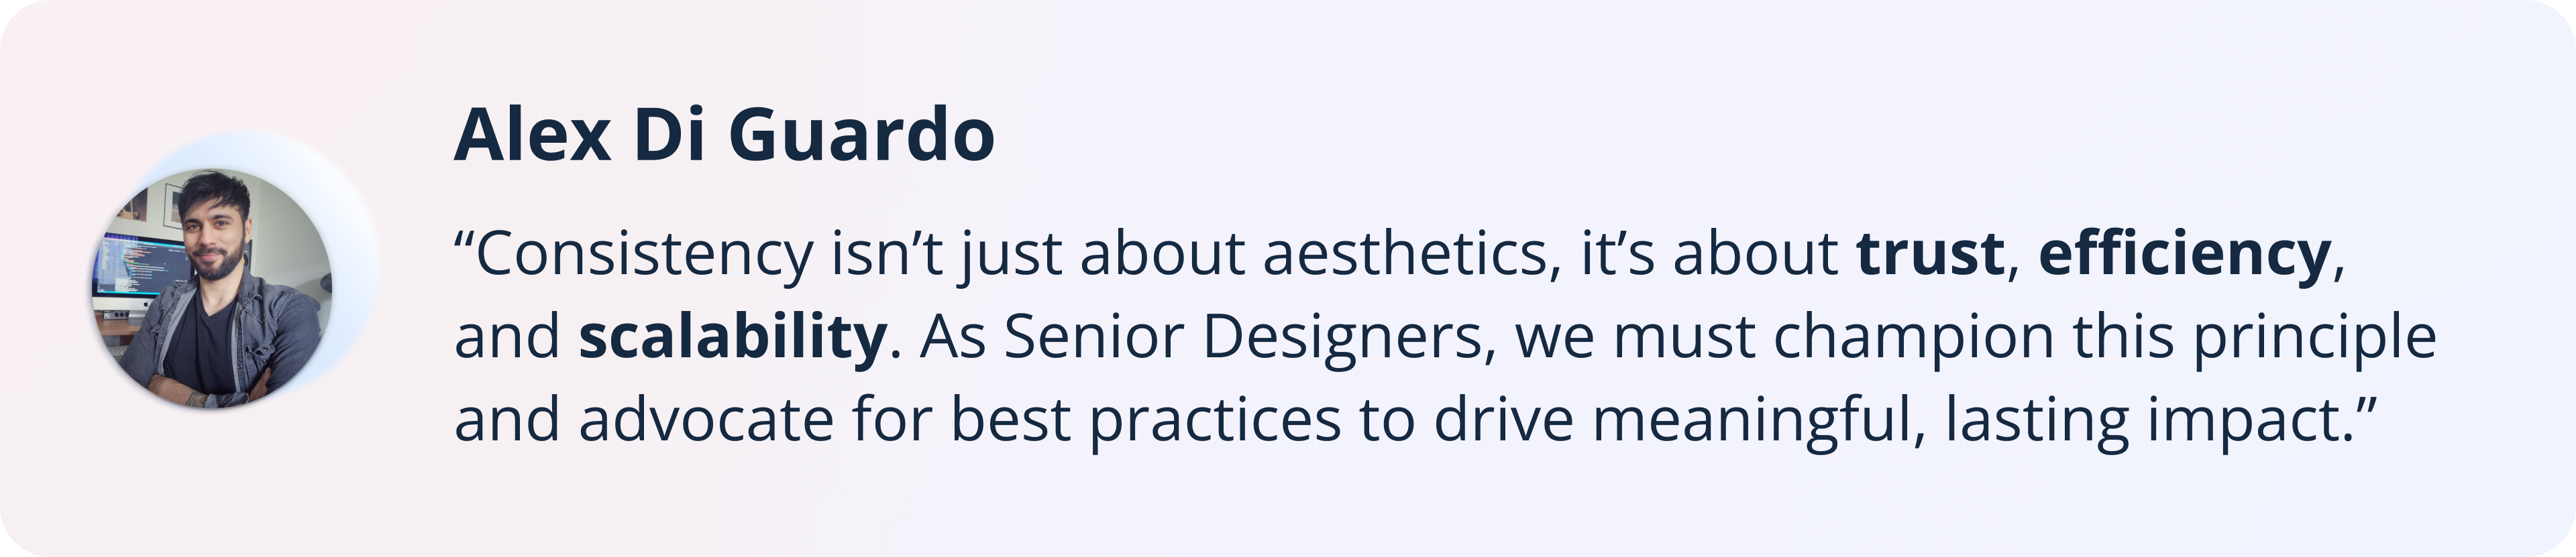 Alex Di Guardo
“Consistency isn’t just about aesthetics, it’s about trust, efficiency,
and scalability. As Senior Designers, we must champion this principle
and advocate for best practices to drive meaningful, lasting impact.”